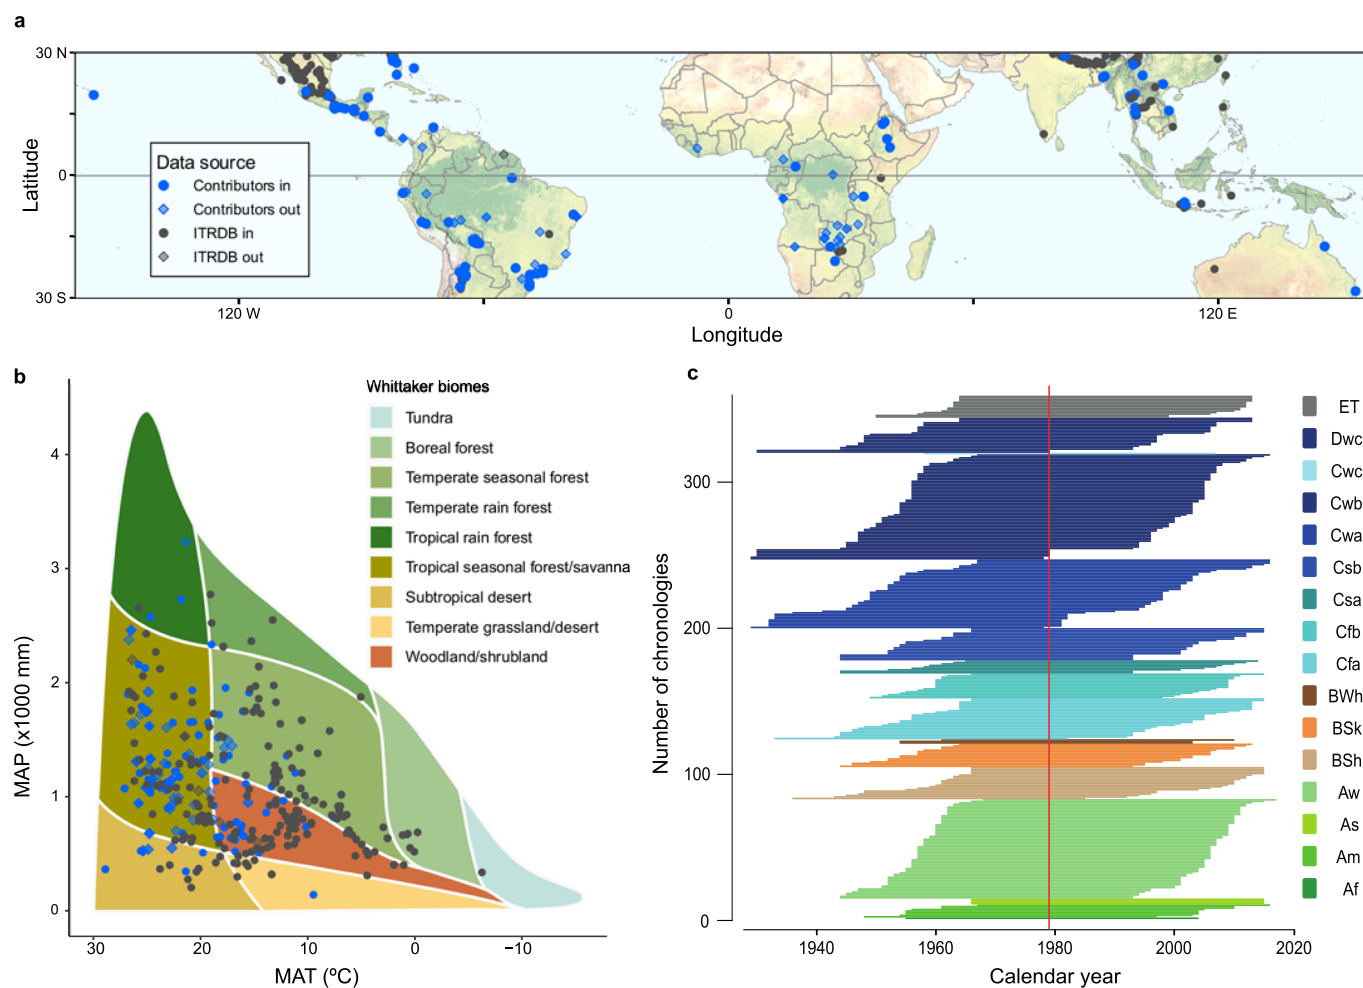 a
30 N
0
30 S
Latitude
Data source
Contributors in
Contributors out
ITRDB in
ITRDB out
120 W
0
120 E
Longitude
b
Whittaker biomes
Tundra
Boreal forest
Temperate seasonal forest
Temperate rain forest
Tropical rain forest
Tropical seasonal forest/savanna
Subtropical desert
Temperate grassland/desert
Woodland/shrubland
4
3
2
1
0
MAP (x1000 mm)
30
20
10
0
−10
MAT (ºC)
c
300
200
100
0
Number of chronologies
1940
1960
1980
2000
2020
Calendar year
ET
Dwc
Cwc
Cwb
Cwa
Csb
Csa
Cfb
Cfa
BWh
BSk
BSh
Aw
As
Am
Af